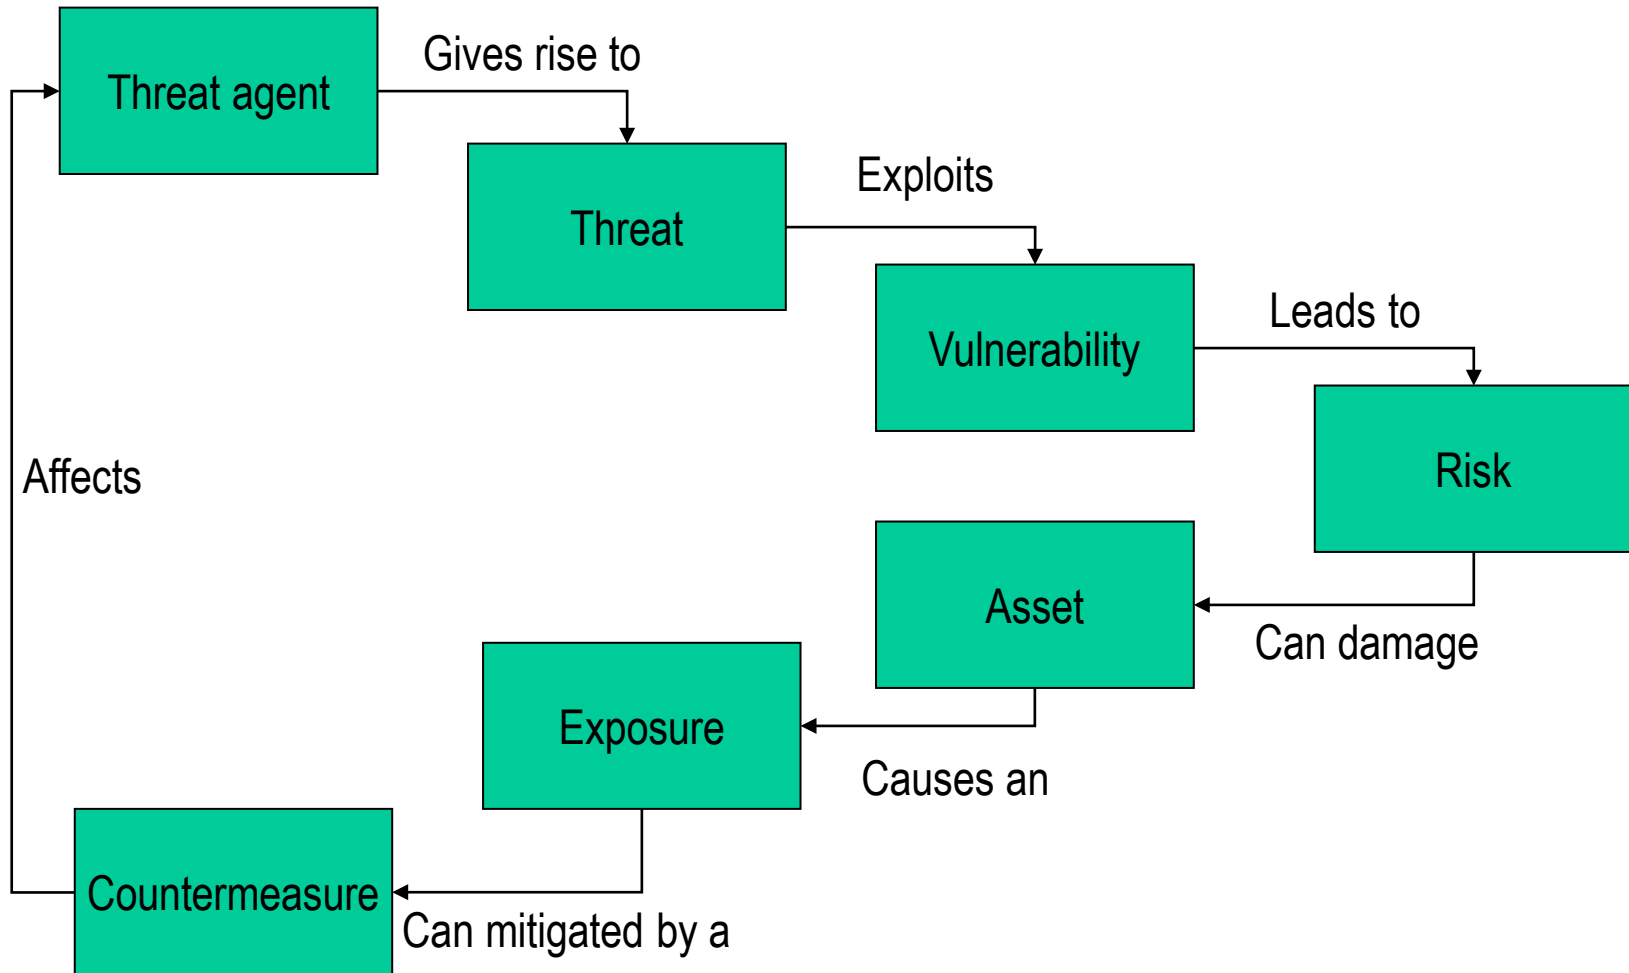 Threat agent
Gives rise to
Threat
Exploits
Vulnerability
Leads to
Risk
Can damage
Asset
Causes an
Exposure
Can mitigated by a
Countermeasure
Affects